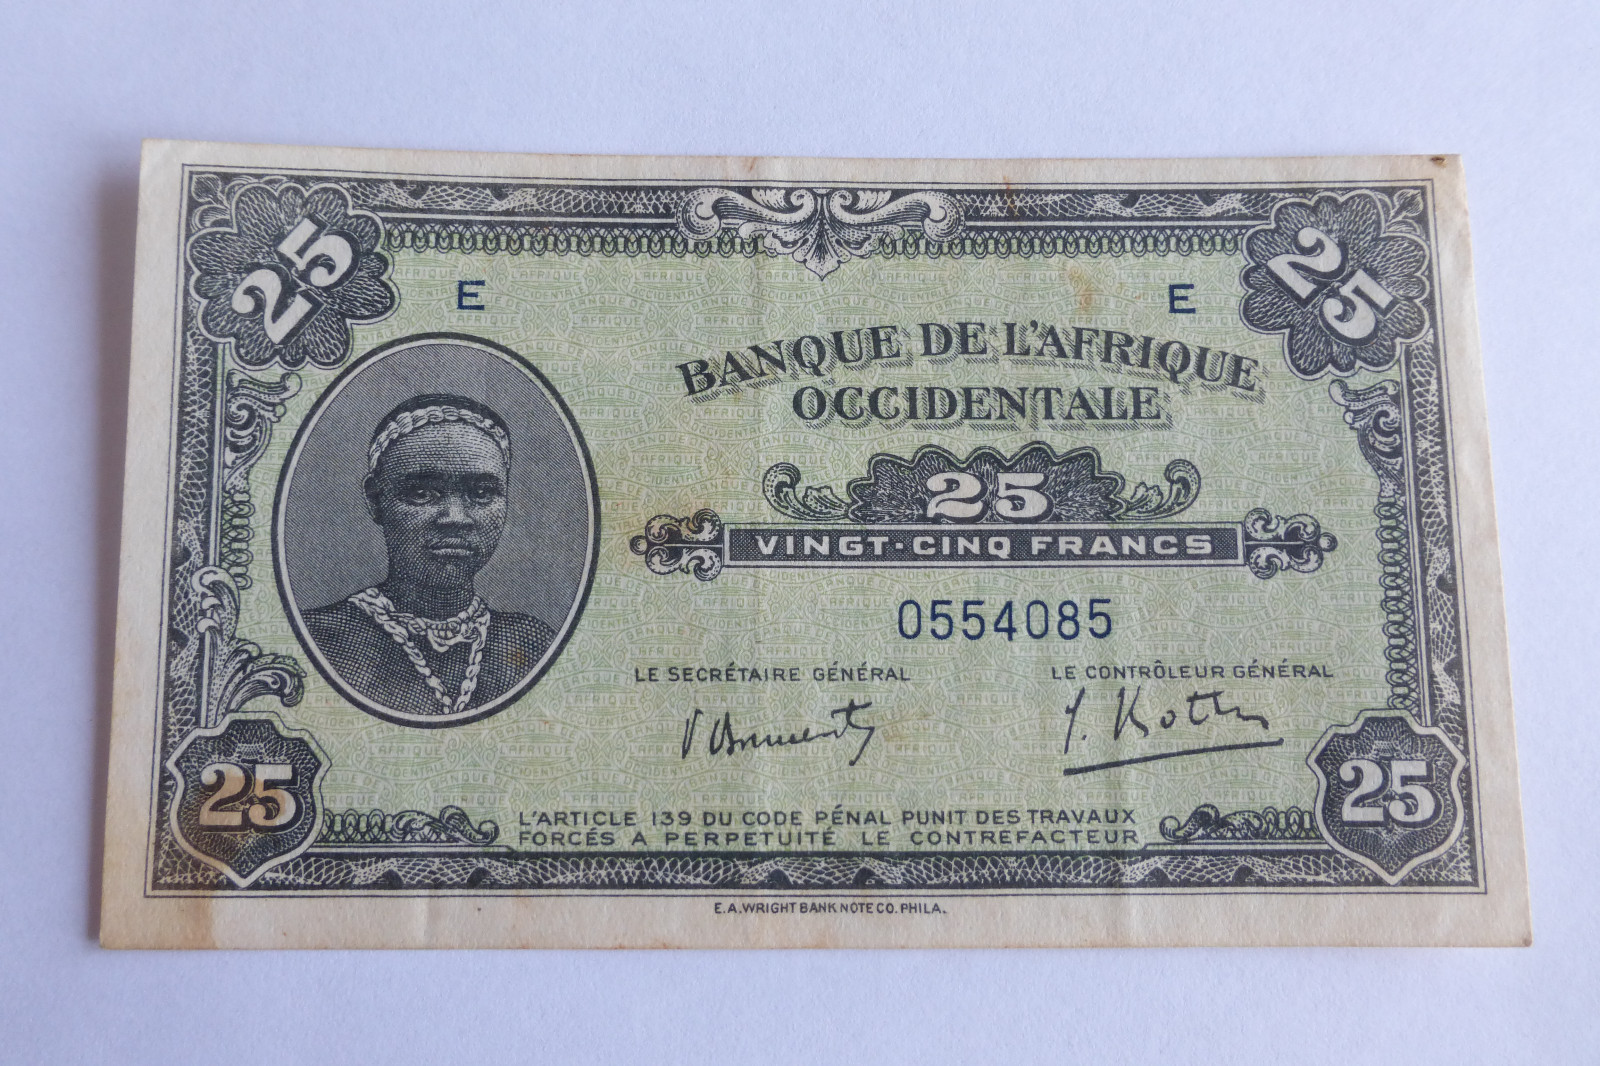 25
25
E
E
BANQUE DE L'AFRIQUE
OCCIDENTALE
25
VINGT-CINQ FRANCS
0554085
LE SECRÉTAIRE GÉNÉRAL
LE CONTRÔLEUR GÉNÉRAL
25
25
L'ARTICLE 139 DU CODE PÉNAL PUNIT DES TRAVAUX
FORCÉS A PERPETUITÉ LE CONTREFACTEUR
E.A.WRIGHT BANK NOTE CO. PHILA.